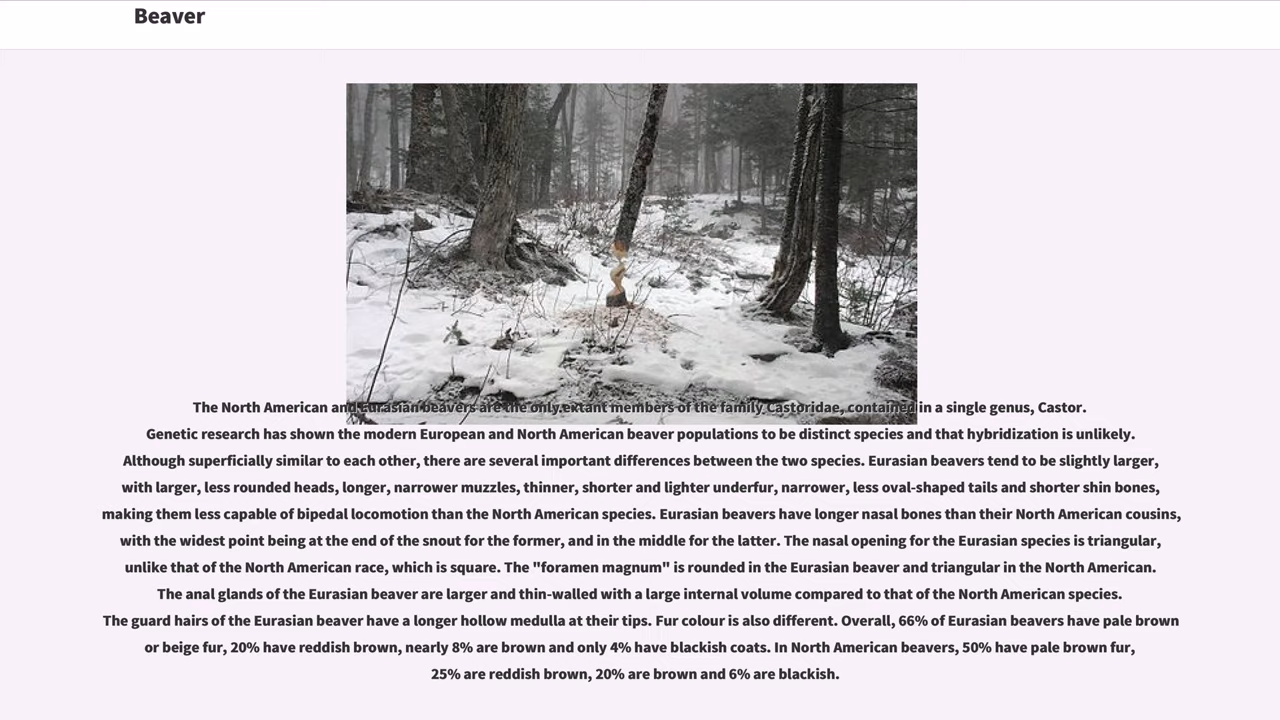 Beaver
The North American and Eurasian beavers are the only extant members of the family Castoridae, contained in a single genus, Castor.
Genetic research has shown the modern European and North American beaver populations to be distinct species and that hybridization is unlikely.
Although superficially similar to each other, there are several important differences between the two species. Eurasian beavers tend to be slightly larger,
with larger, less rounded heads, longer, narrower muzzles, thinner, shorter and lighter underfur, narrower, less oval-shaped tails and shorter shin bones,
making them less capable of bipedal locomotion than the North American species. Eurasian beavers have longer nasal bones than their North American cousins,
with the widest point being at the end of the snout for the former, and in the middle for the latter. The nasal opening for the Eurasian species is triangular,
unlike that of the North American race, which is square. The "foramen magnum" is rounded in the Eurasian beaver and triangular in the North American.
The anal glands of the Eurasian beaver are larger and thin-walled with a large internal volume compared to that of the North American species.
The guard hairs of the Eurasian beaver have a longer hollow medulla at their tips. Fur colour is also different. Overall, 66% of Eurasian beavers have pale brown
or beige fur, 20% have reddish brown, nearly 8% are brown and only 4% have blackish coats. In North American beavers, 50% have pale brown fur,
25% are reddish brown, 20% are brown and 6% are blackish.